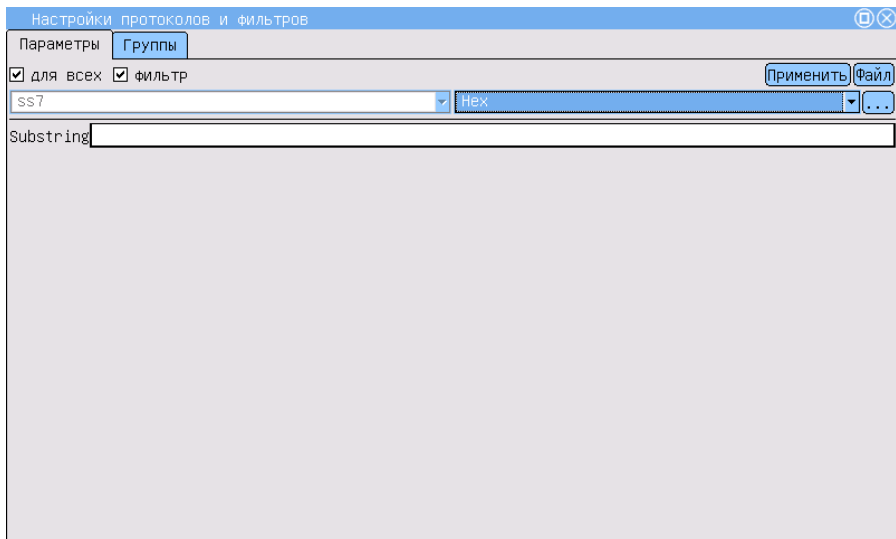 Настройки протоколов и фильтров
Параметры Группы
для всех фильтр Применить Файл
ss7 Hex ...
Substring